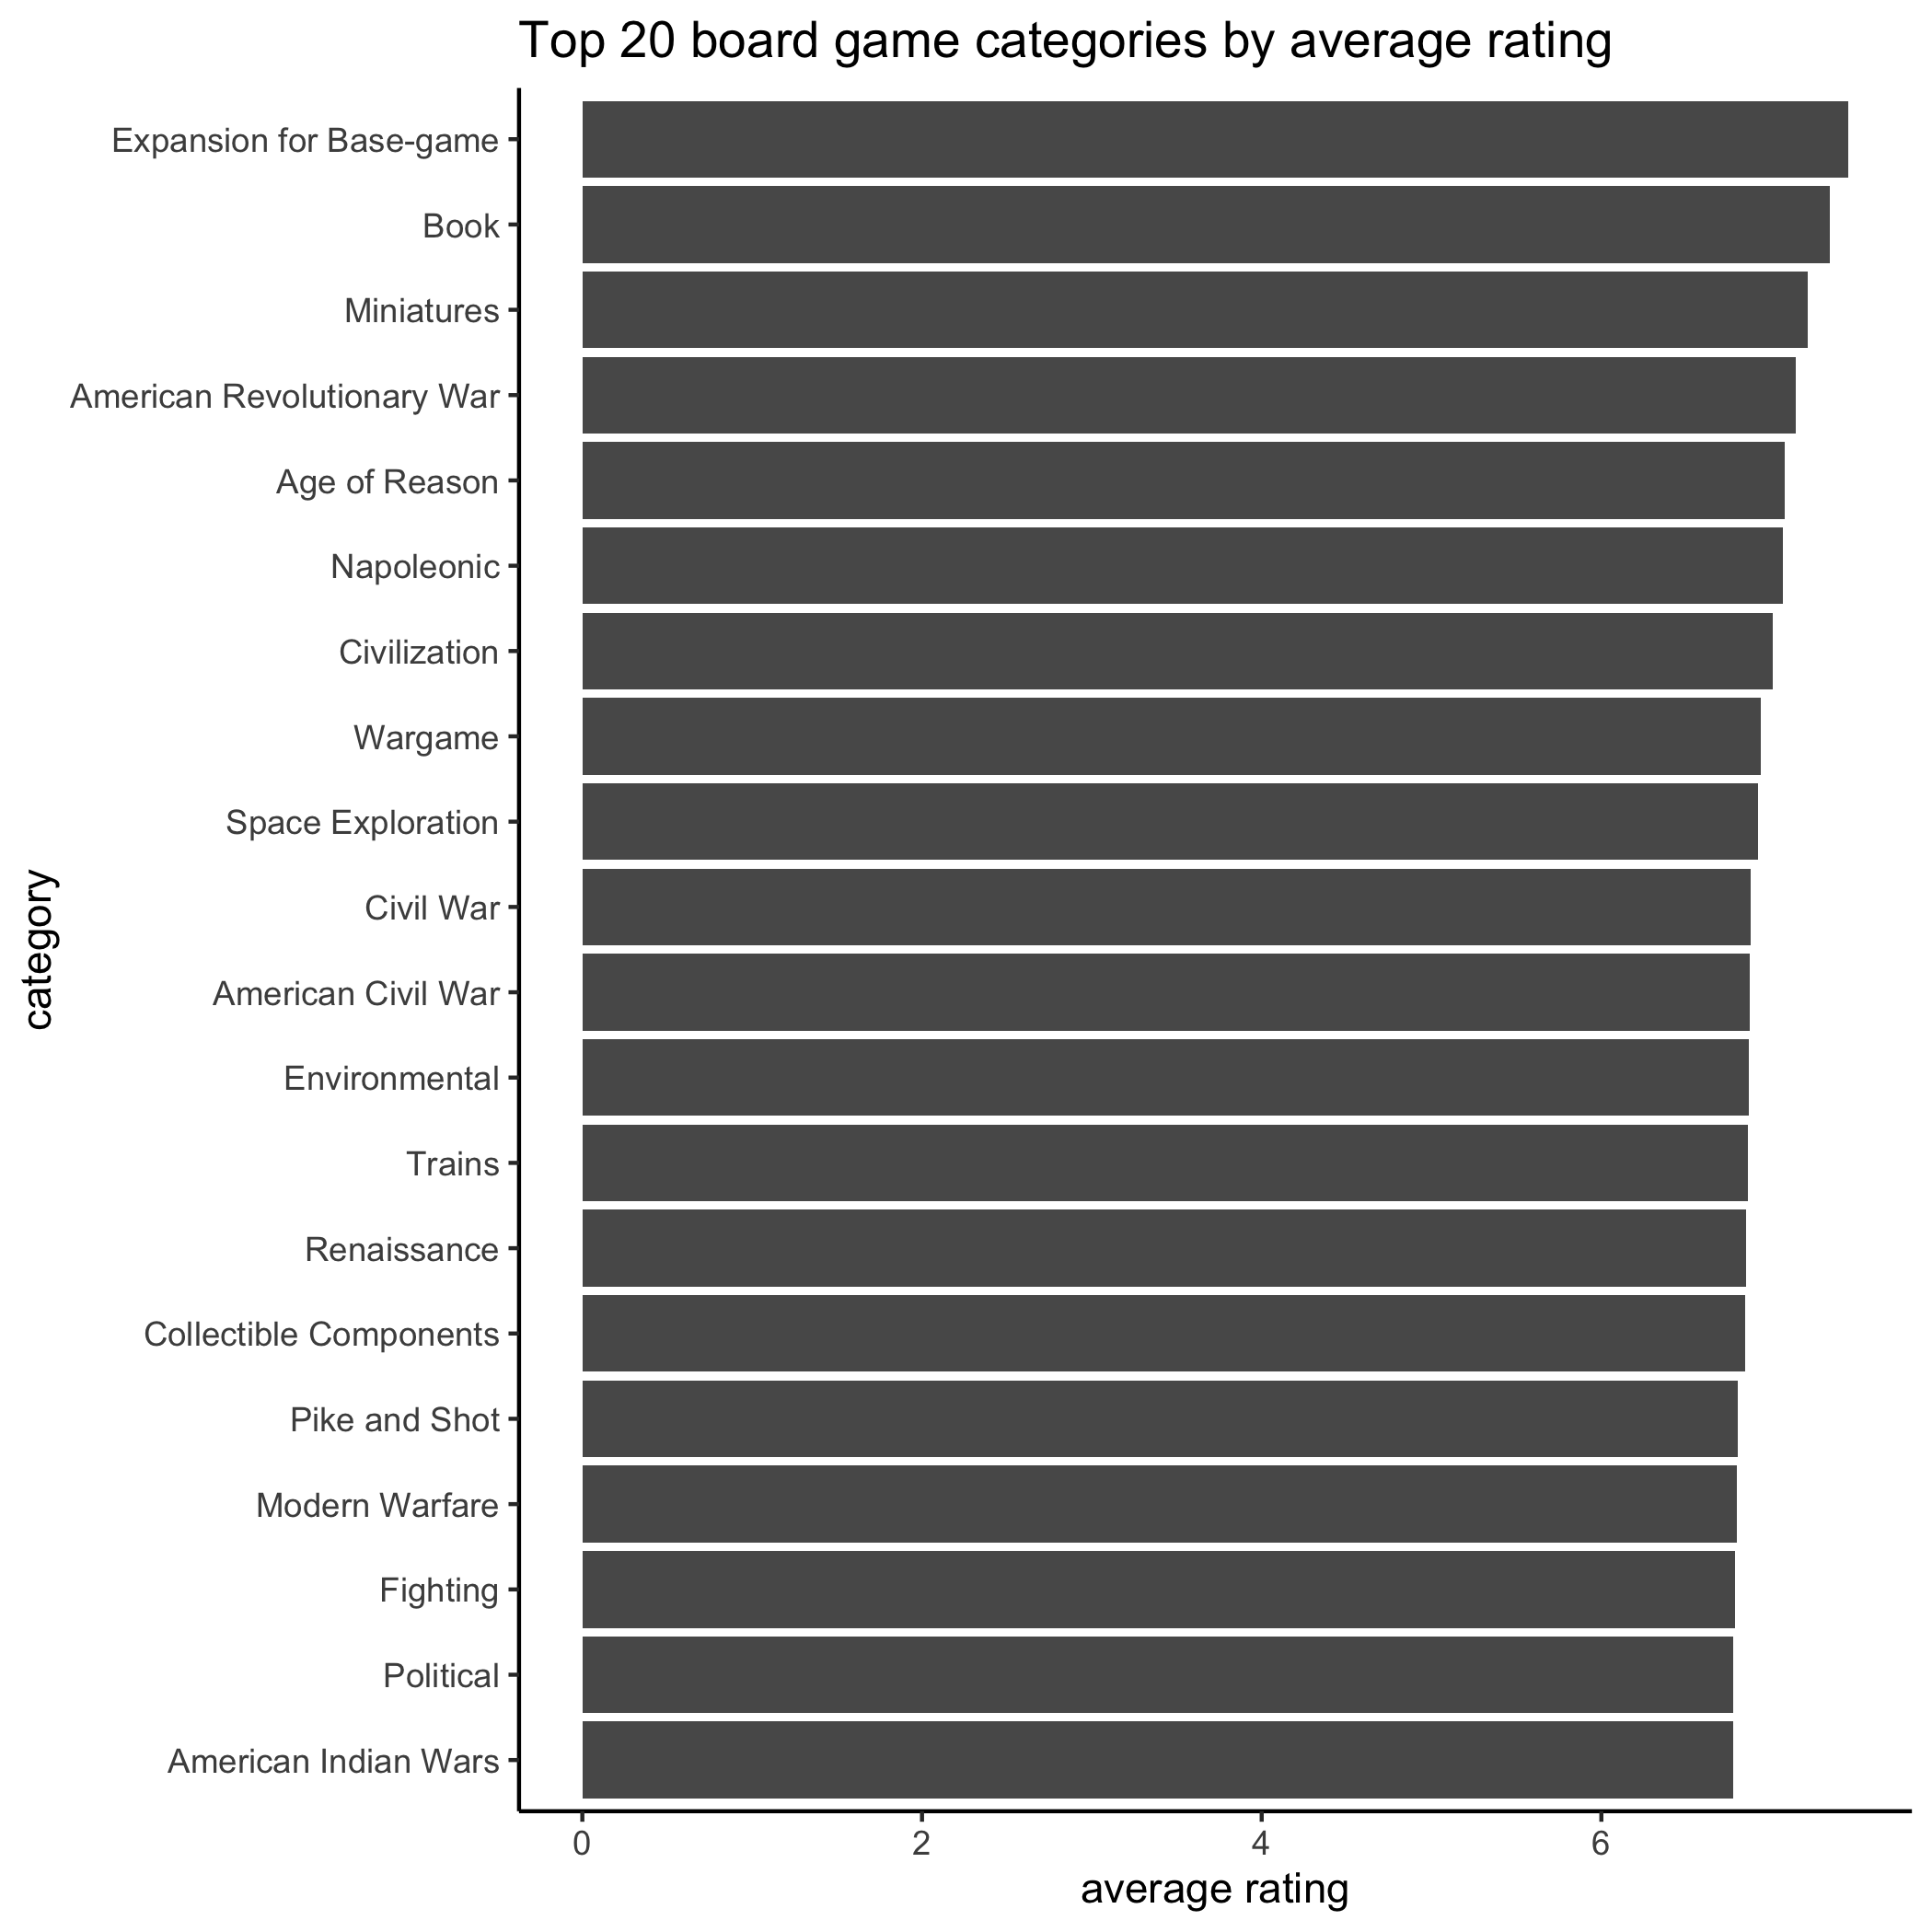 Top 20 board game categories by average rating
Expansion for Base-game
Book
Miniatures
American Revolutionary War
Age of Reason
Napoleonic
Civilization
Wargame
Space Exploration
Civil War
American Civil War
Environmental
Trains
Renaissance
Collectible Components
Pike and Shot
Modern Warfare
Fighting
Political
American Indian Wars
category
0 2 4 6
average rating